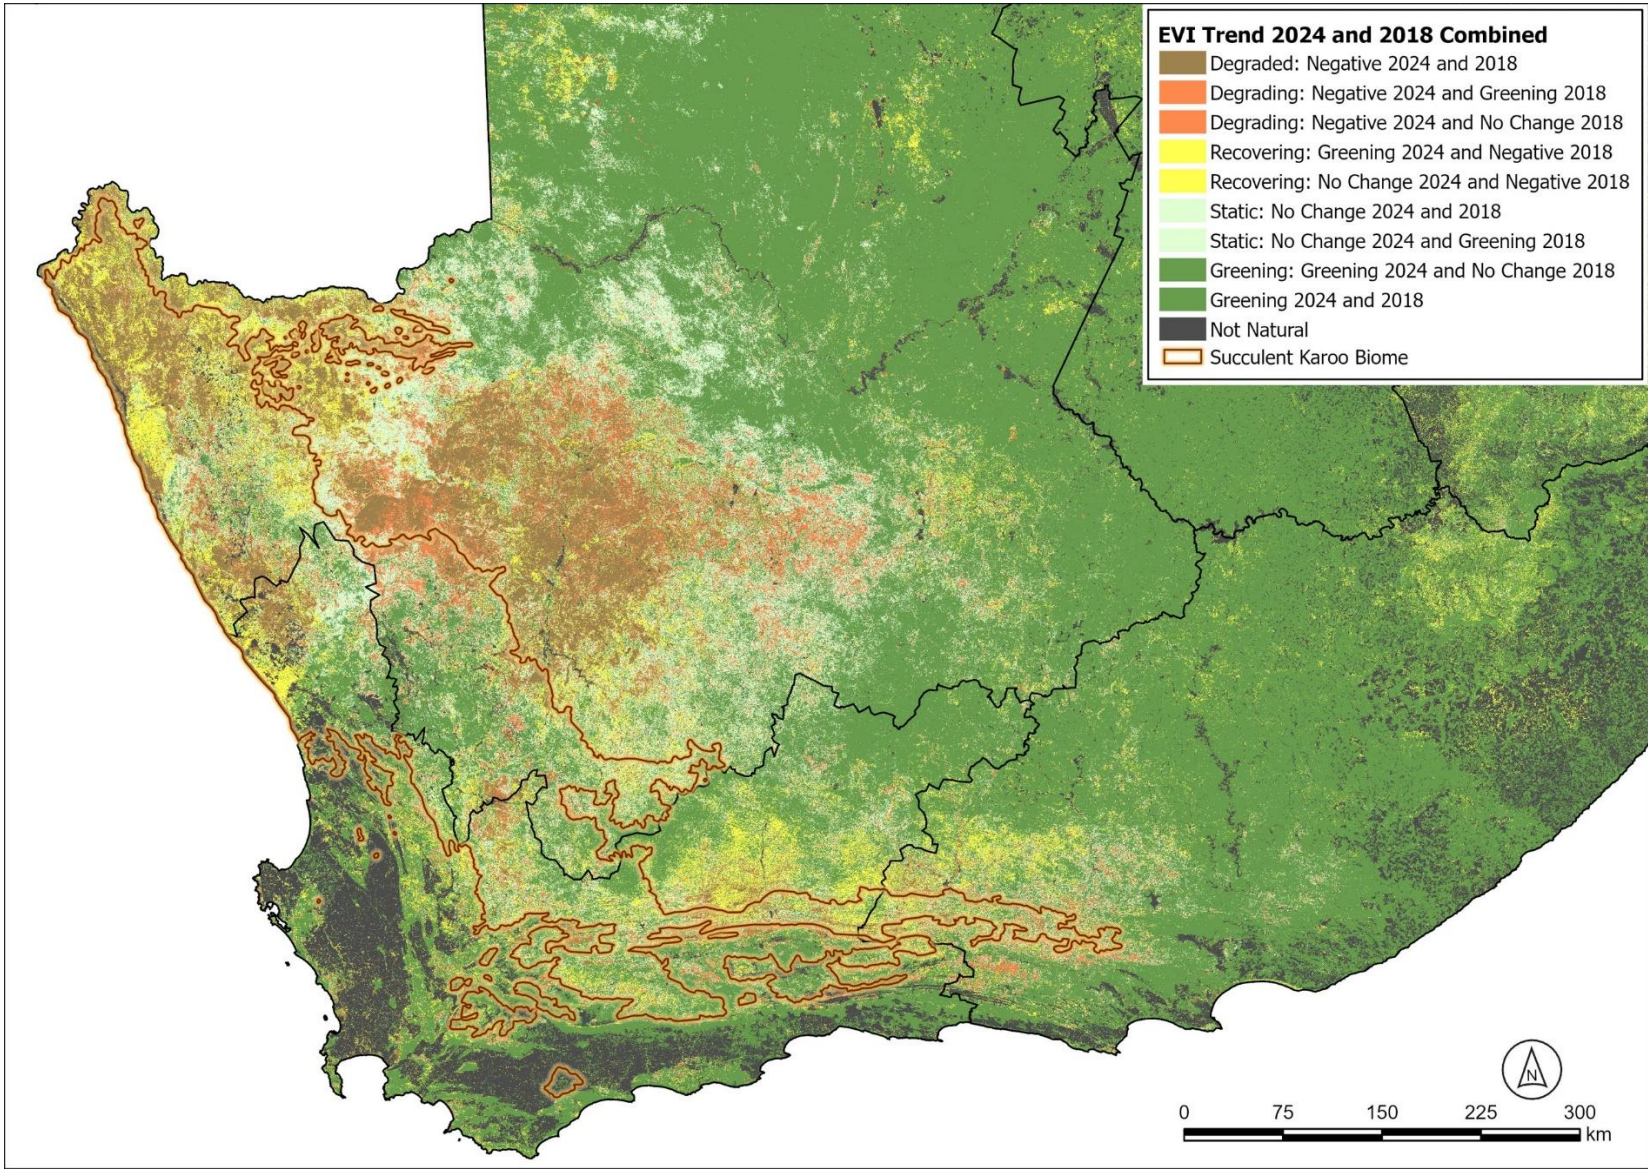 EVI Trend 2024 and 2018 Combined
Degraded: Negative 2024 and 2018
Degrading: Negative 2024 and Greening 2018
Degrading: Negative 2024 and No Change 2018
Recovering: Greening 2024 and Negative 2018
Recovering: No Change 2024 and Negative 2018
Static: No Change 2024 and 2018
Static: No Change 2024 and Greening 2018
Greening: Greening 2024 and No Change 2018
Greening 2024 and 2018
Not Natural
Succulent Karoo Biome
N
0 75 150 225 300
km